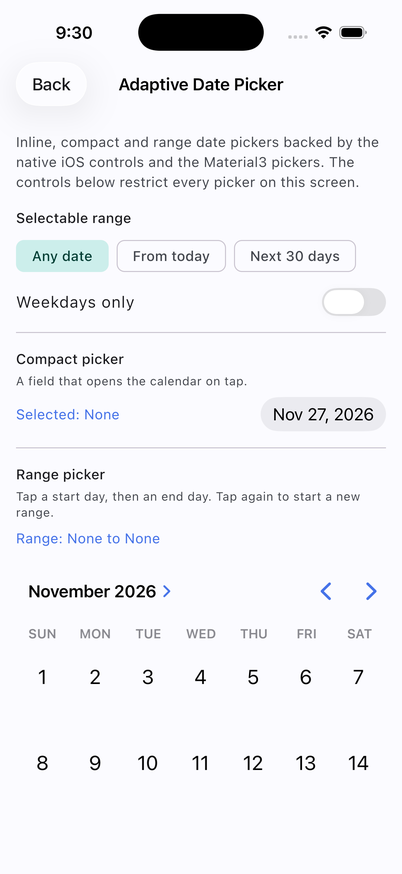 9:30
Back
Adaptive Date Picker
Inline, compact and range date pickers backed by the
native iOS controls and the Material3 pickers. The
controls below restrict every picker on this screen.
Selectable range
Any date
From today
Next 30 days
Weekdays only
Compact picker
A field that opens the calendar on tap.
Selected: None
Nov 27, 2026
Range picker
Tap a start day, then an end day. Tap again to start a new
range.
Range: None to None
November 2026
SUN MON TUE WED THU FRI SAT
1 2 3 4 5 6 7
8 9 10 11 12 13 14